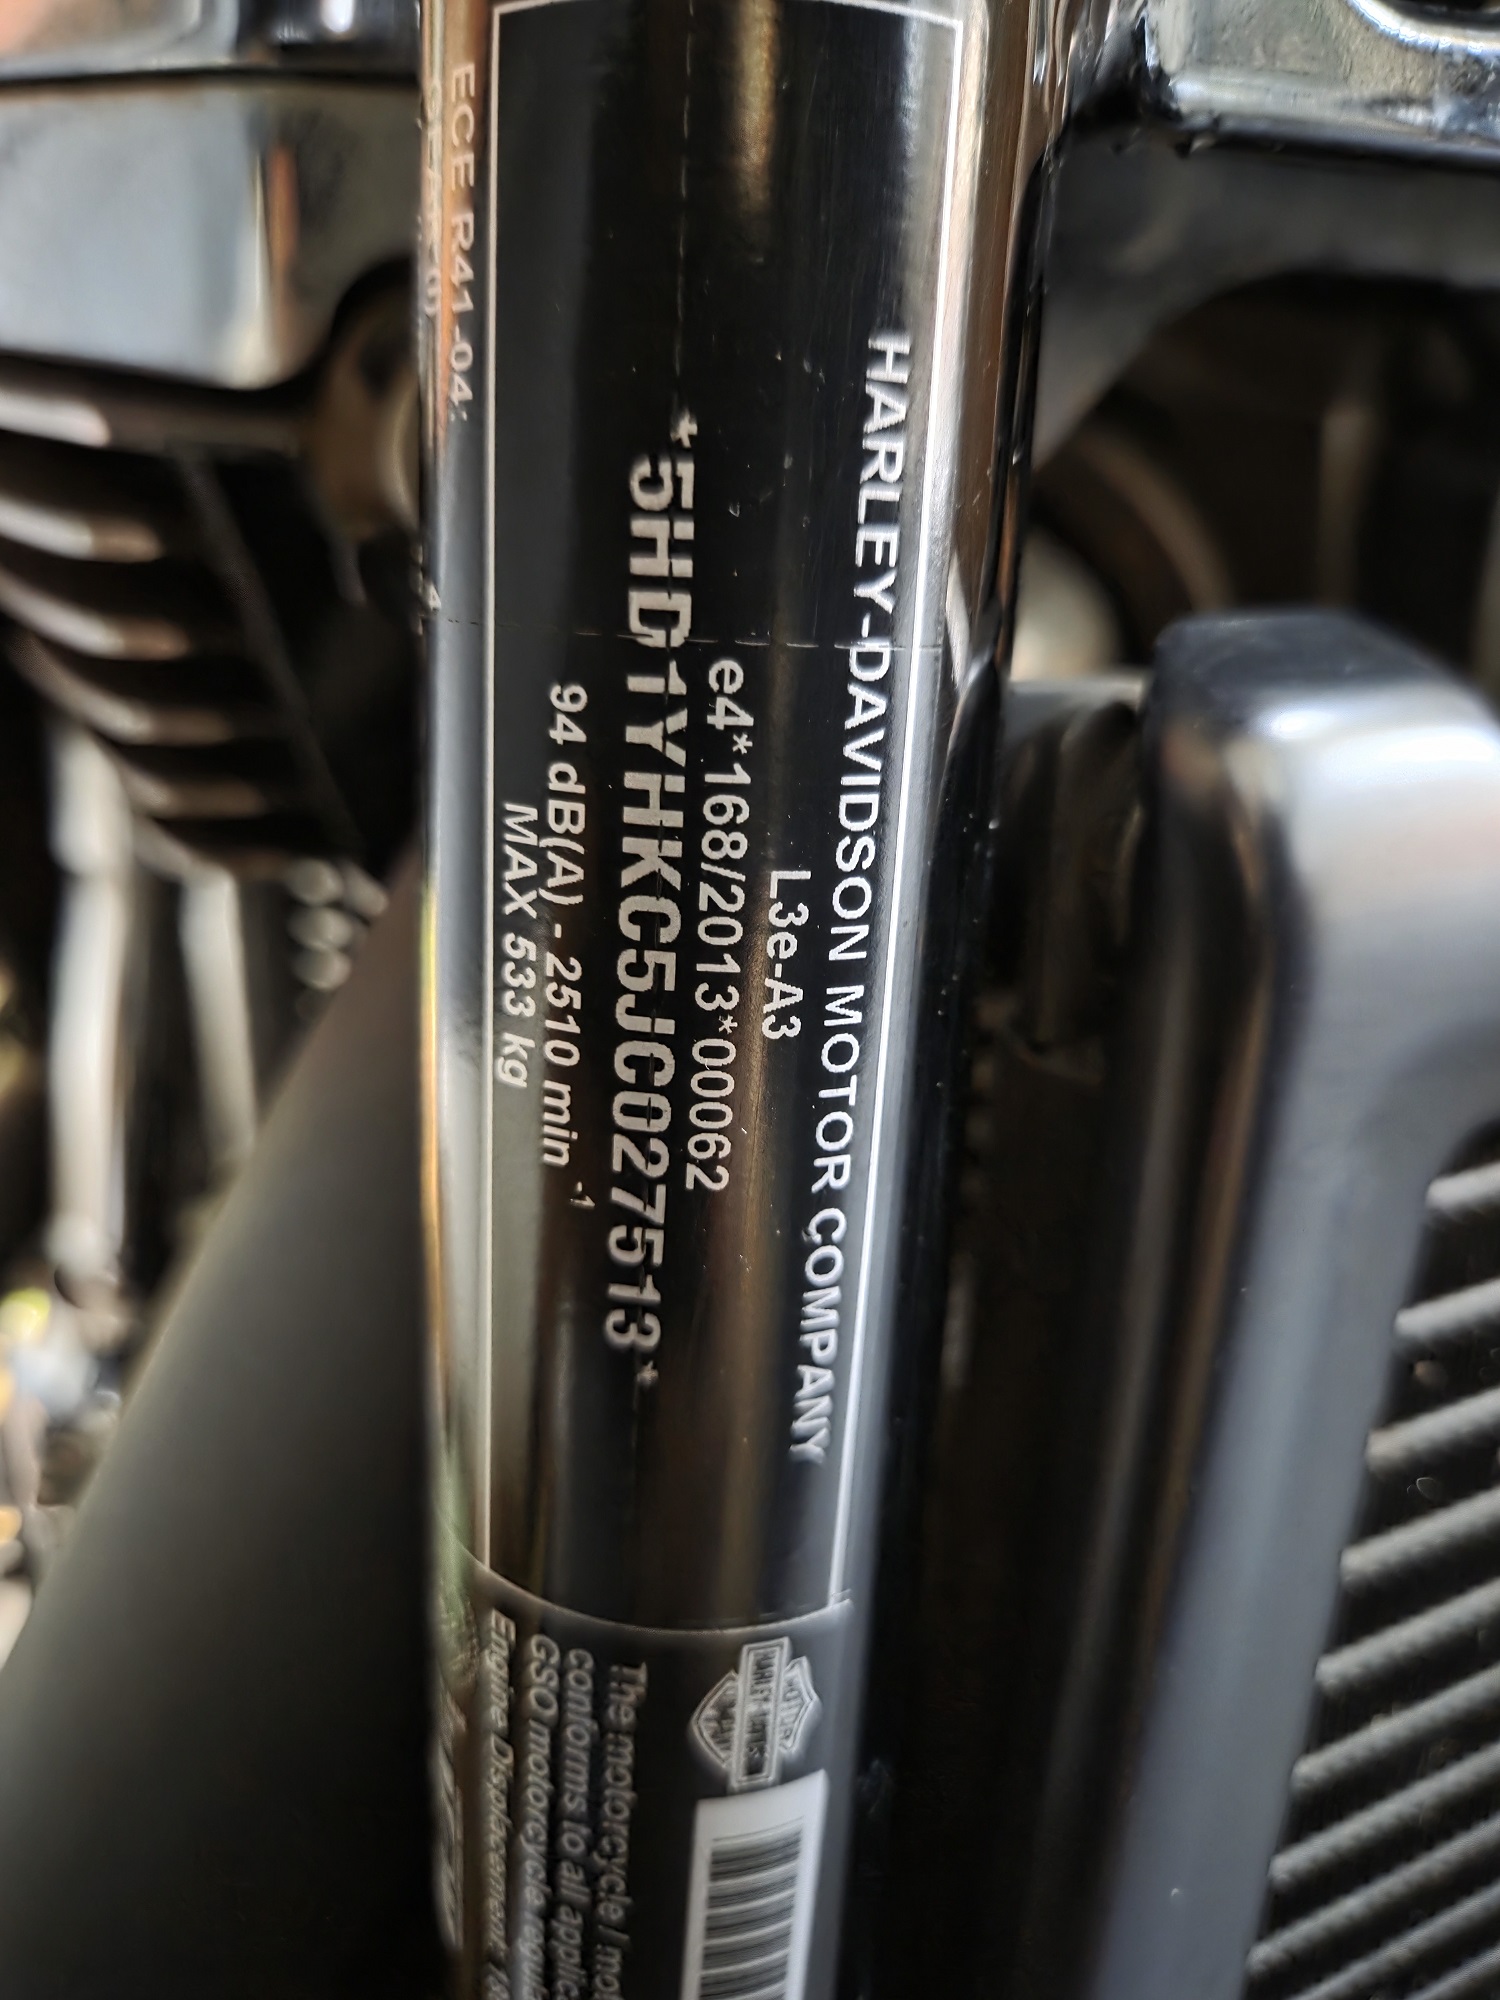 HARLEY-DAVIDSON MOTOR COMPANY
L3e-A3
e4*168/2013*00062
*5HD1YHKC5JC027513*
94 dB(A) - 2510 min -1
MAX 533 kg
ECE R41-04:
The motorcycle / mo
conforms to all applic
GSO motorcycle
Engine Displacement